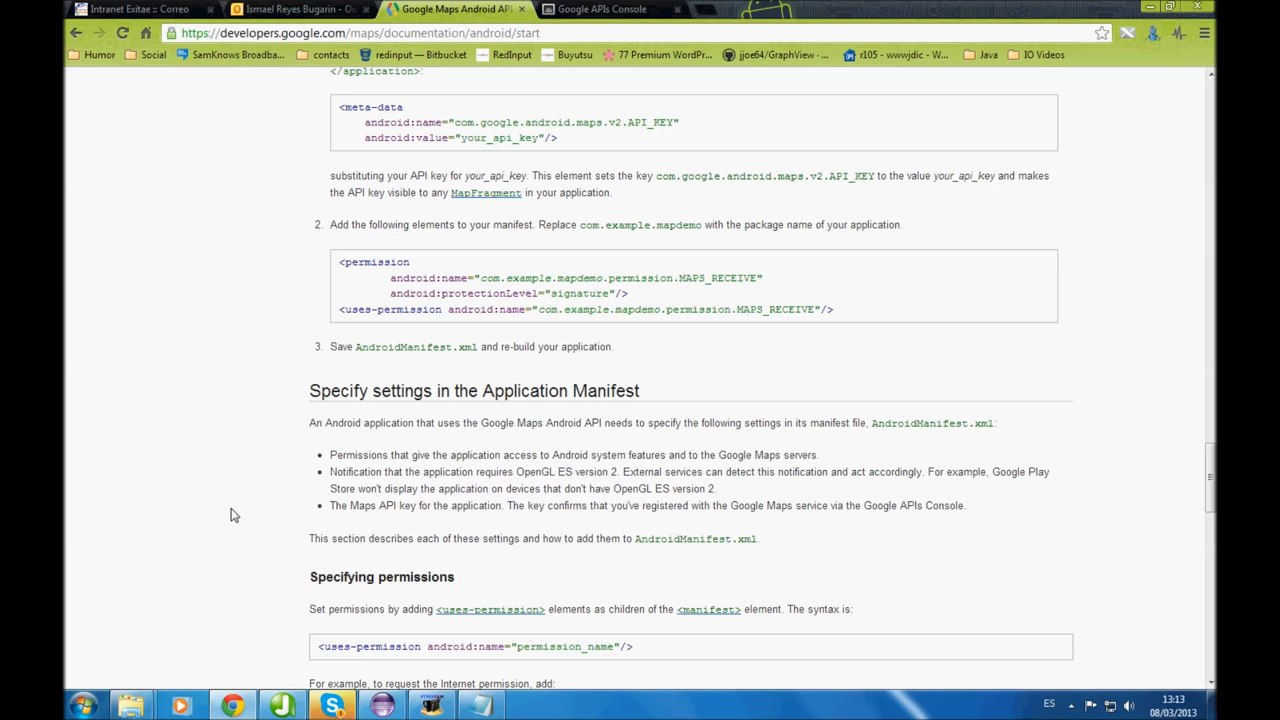 Intranet Exitae :: Correo
Ismael Reyes Bugarin - Ou
Google Maps Android API
Google APIs Console
https://developers.google.com/maps/documentation/android/start
Humor
Social
SamKnows Broadba...
contacts
redinput — Bitbucket
RedInput
Buyutsu
77 Premium WordPr...
jjoe64/GraphView · ...
r105 - wwwjdic - W...
Java
IO Videos
</application>:
<meta-data
android:name="com.google.android.maps.v2.API_KEY"
android:value="your_api_key"/>
substituting your API key for your_api_key. This element sets the key com.google.android.maps.v2.API_KEY to the value your_api_key and makes
the API key visible to any MapFragment in your application.
2. Add the following elements to your manifest. Replace com.example.mapdemo with the package name of your application.
<permission
android:name="com.example.mapdemo.permission.MAPS_RECEIVE"
android:protectionLevel="signature"/>
<uses-permission android:name="com.example.mapdemo.permission.MAPS_RECEIVE"/>
3. Save AndroidManifest.xml and re-build your application.
Specify settings in the Application Manifest
An Android application that uses the Google Maps Android API needs to specify the following settings in its manifest file, AndroidManifest.xml:
• Permissions that give the application access to Android system features and to the Google Maps servers.
• Notification that the application requires OpenGL ES version 2. External services can detect this notification and act accordingly. For example, Google Play
Store won't display the application on devices that don't have OpenGL ES version 2.
• The Maps API key for the application. The key confirms that you've registered with the Google Maps service via the Google APIs Console.
This section describes each of these settings and how to add them to AndroidManifest.xml.
Specifying permissions
Set permissions by adding <uses-permission> elements as children of the <manifest> element. The syntax is:
<uses-permission android:name="permission_name"/>
For example, to request the Internet permission, add:
ES
13:13
08/03/2013